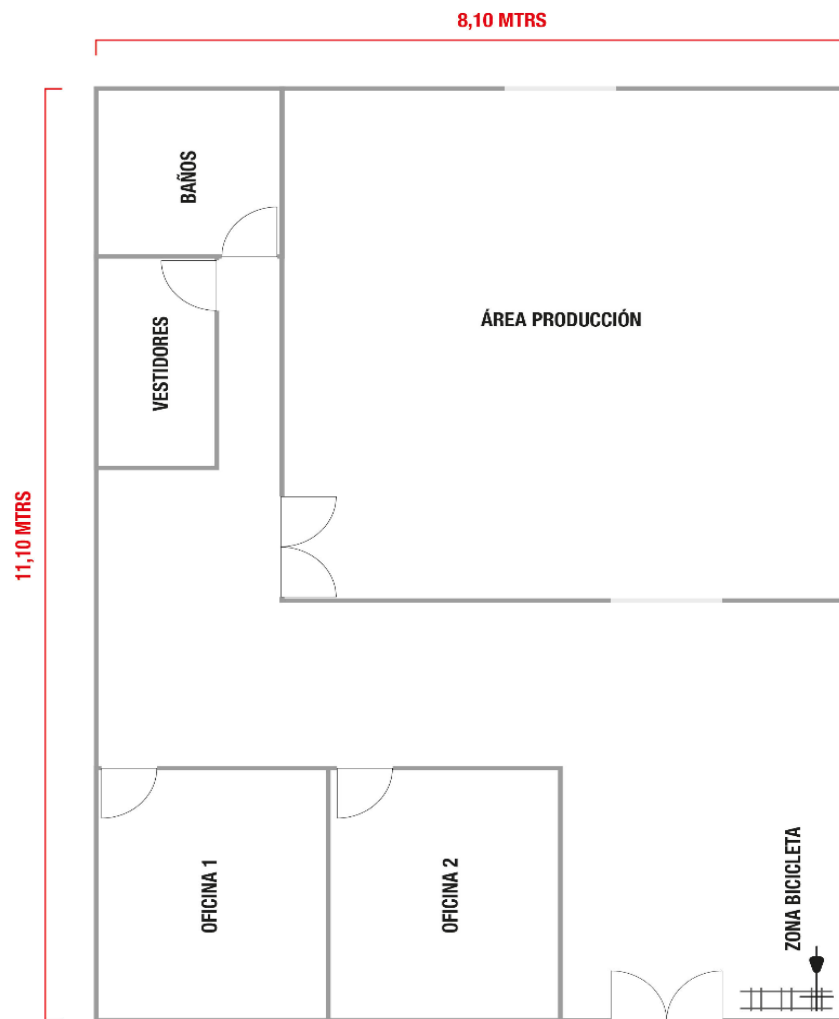 8,10 MTRS
BAÑOS
ÁREA PRODUCCIÓN
VESTIDORES
11,10 MTRS
OFICINA 1
OFICINA 2
ZONA BICICLETA